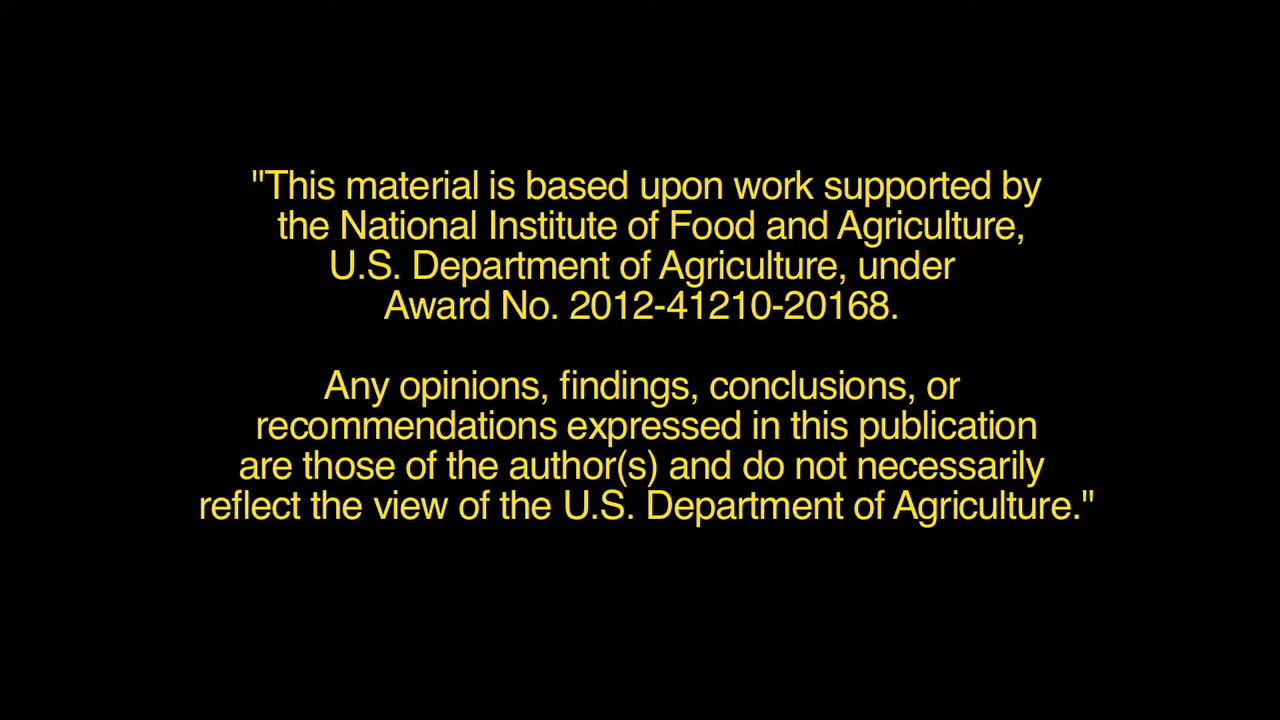 "This material is based upon work supported by
the National Institute of Food and Agriculture,
U.S. Department of Agriculture, under
Award No. 2012-41210-20168.
Any opinions, findings, conclusions, or
recommendations expressed in this publication
are those of the author(s) and do not necessarily
reflect the view of the U.S. Department of Agriculture."